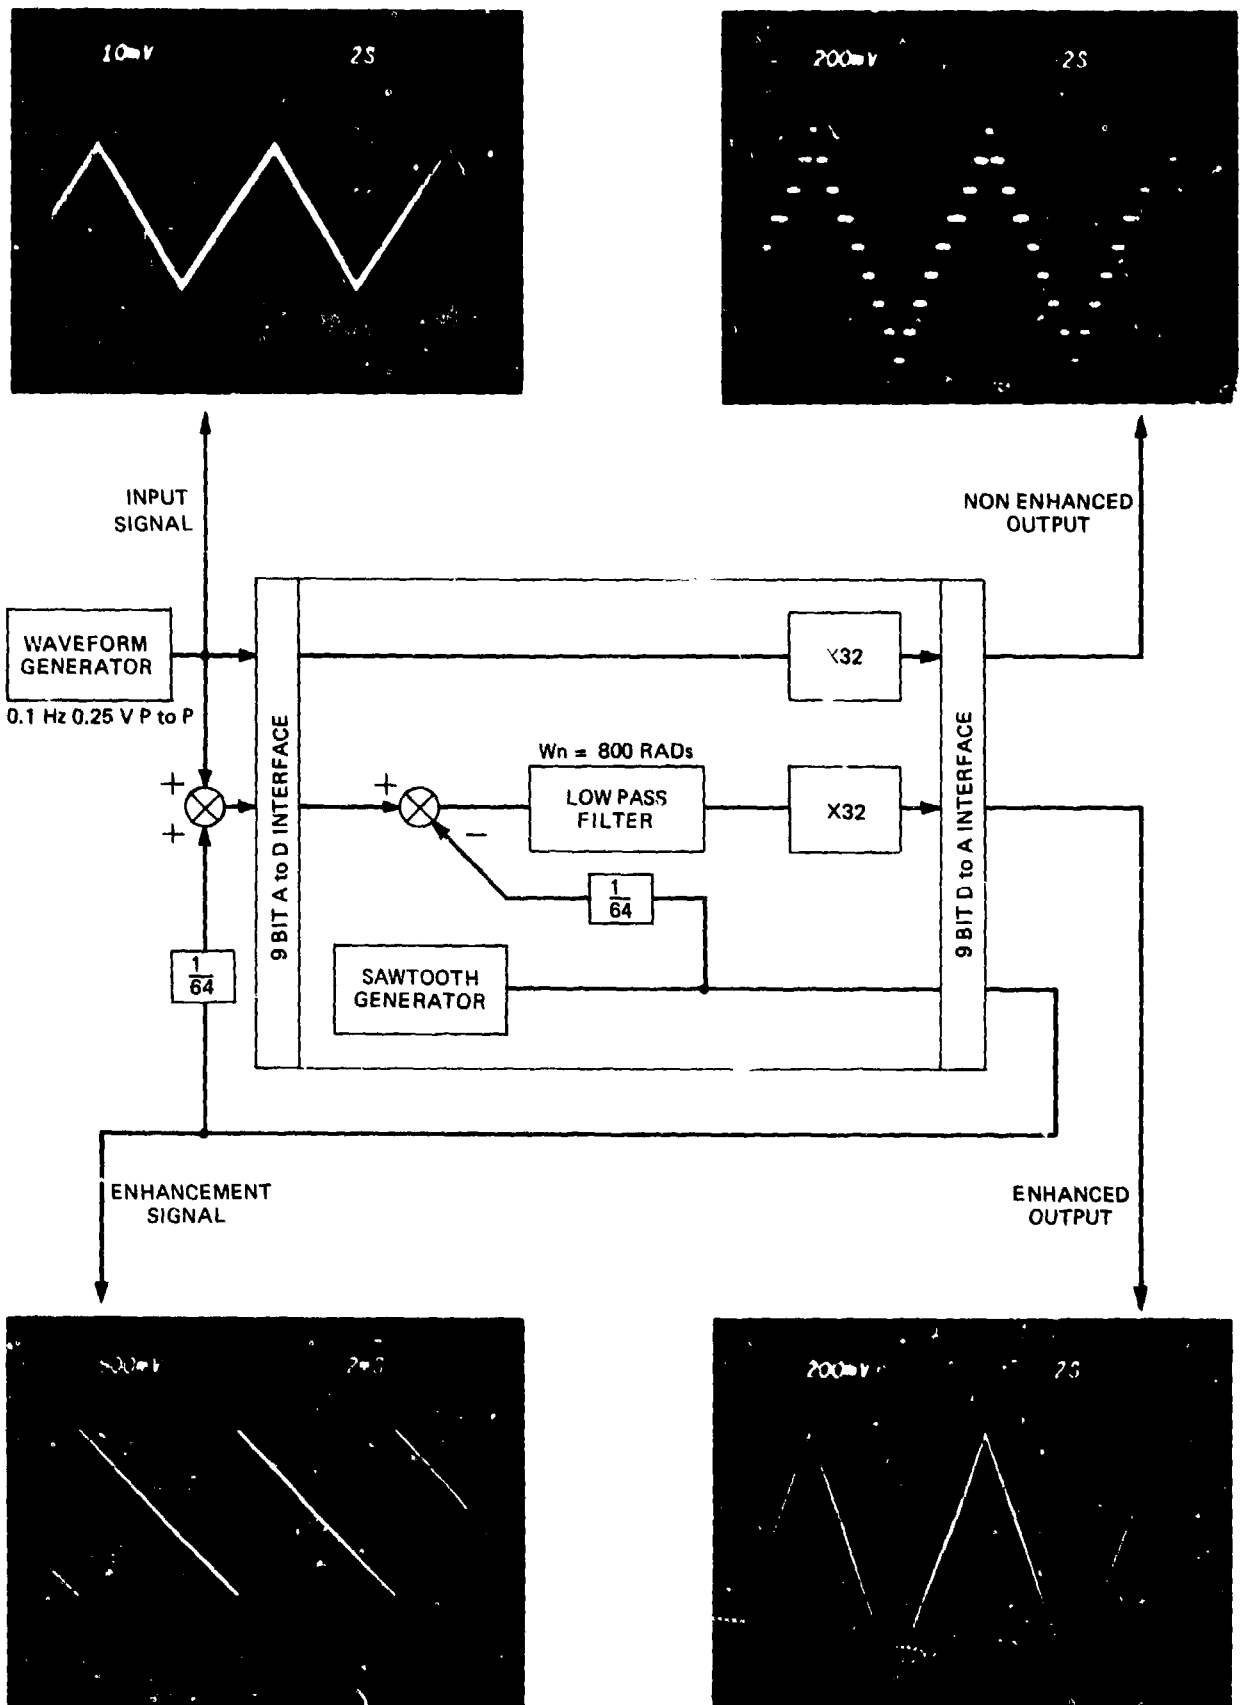 10mV 2S
200mV 2S
INPUT
SIGNAL
NON ENHANCED
OUTPUT
WAVEFORM
GENERATOR
0.1 Hz 0.25 V P to P
9 BIT A to D INTERFACE
X32
+
+
+
−
Wn = 800 RADs
LOW PASS
FILTER
X32
9 BIT D to A INTERFACE
1
64
1
64
SAWTOOTH
GENERATOR
ENHANCEMENT
SIGNAL
ENHANCED
OUTPUT
200mV 2S